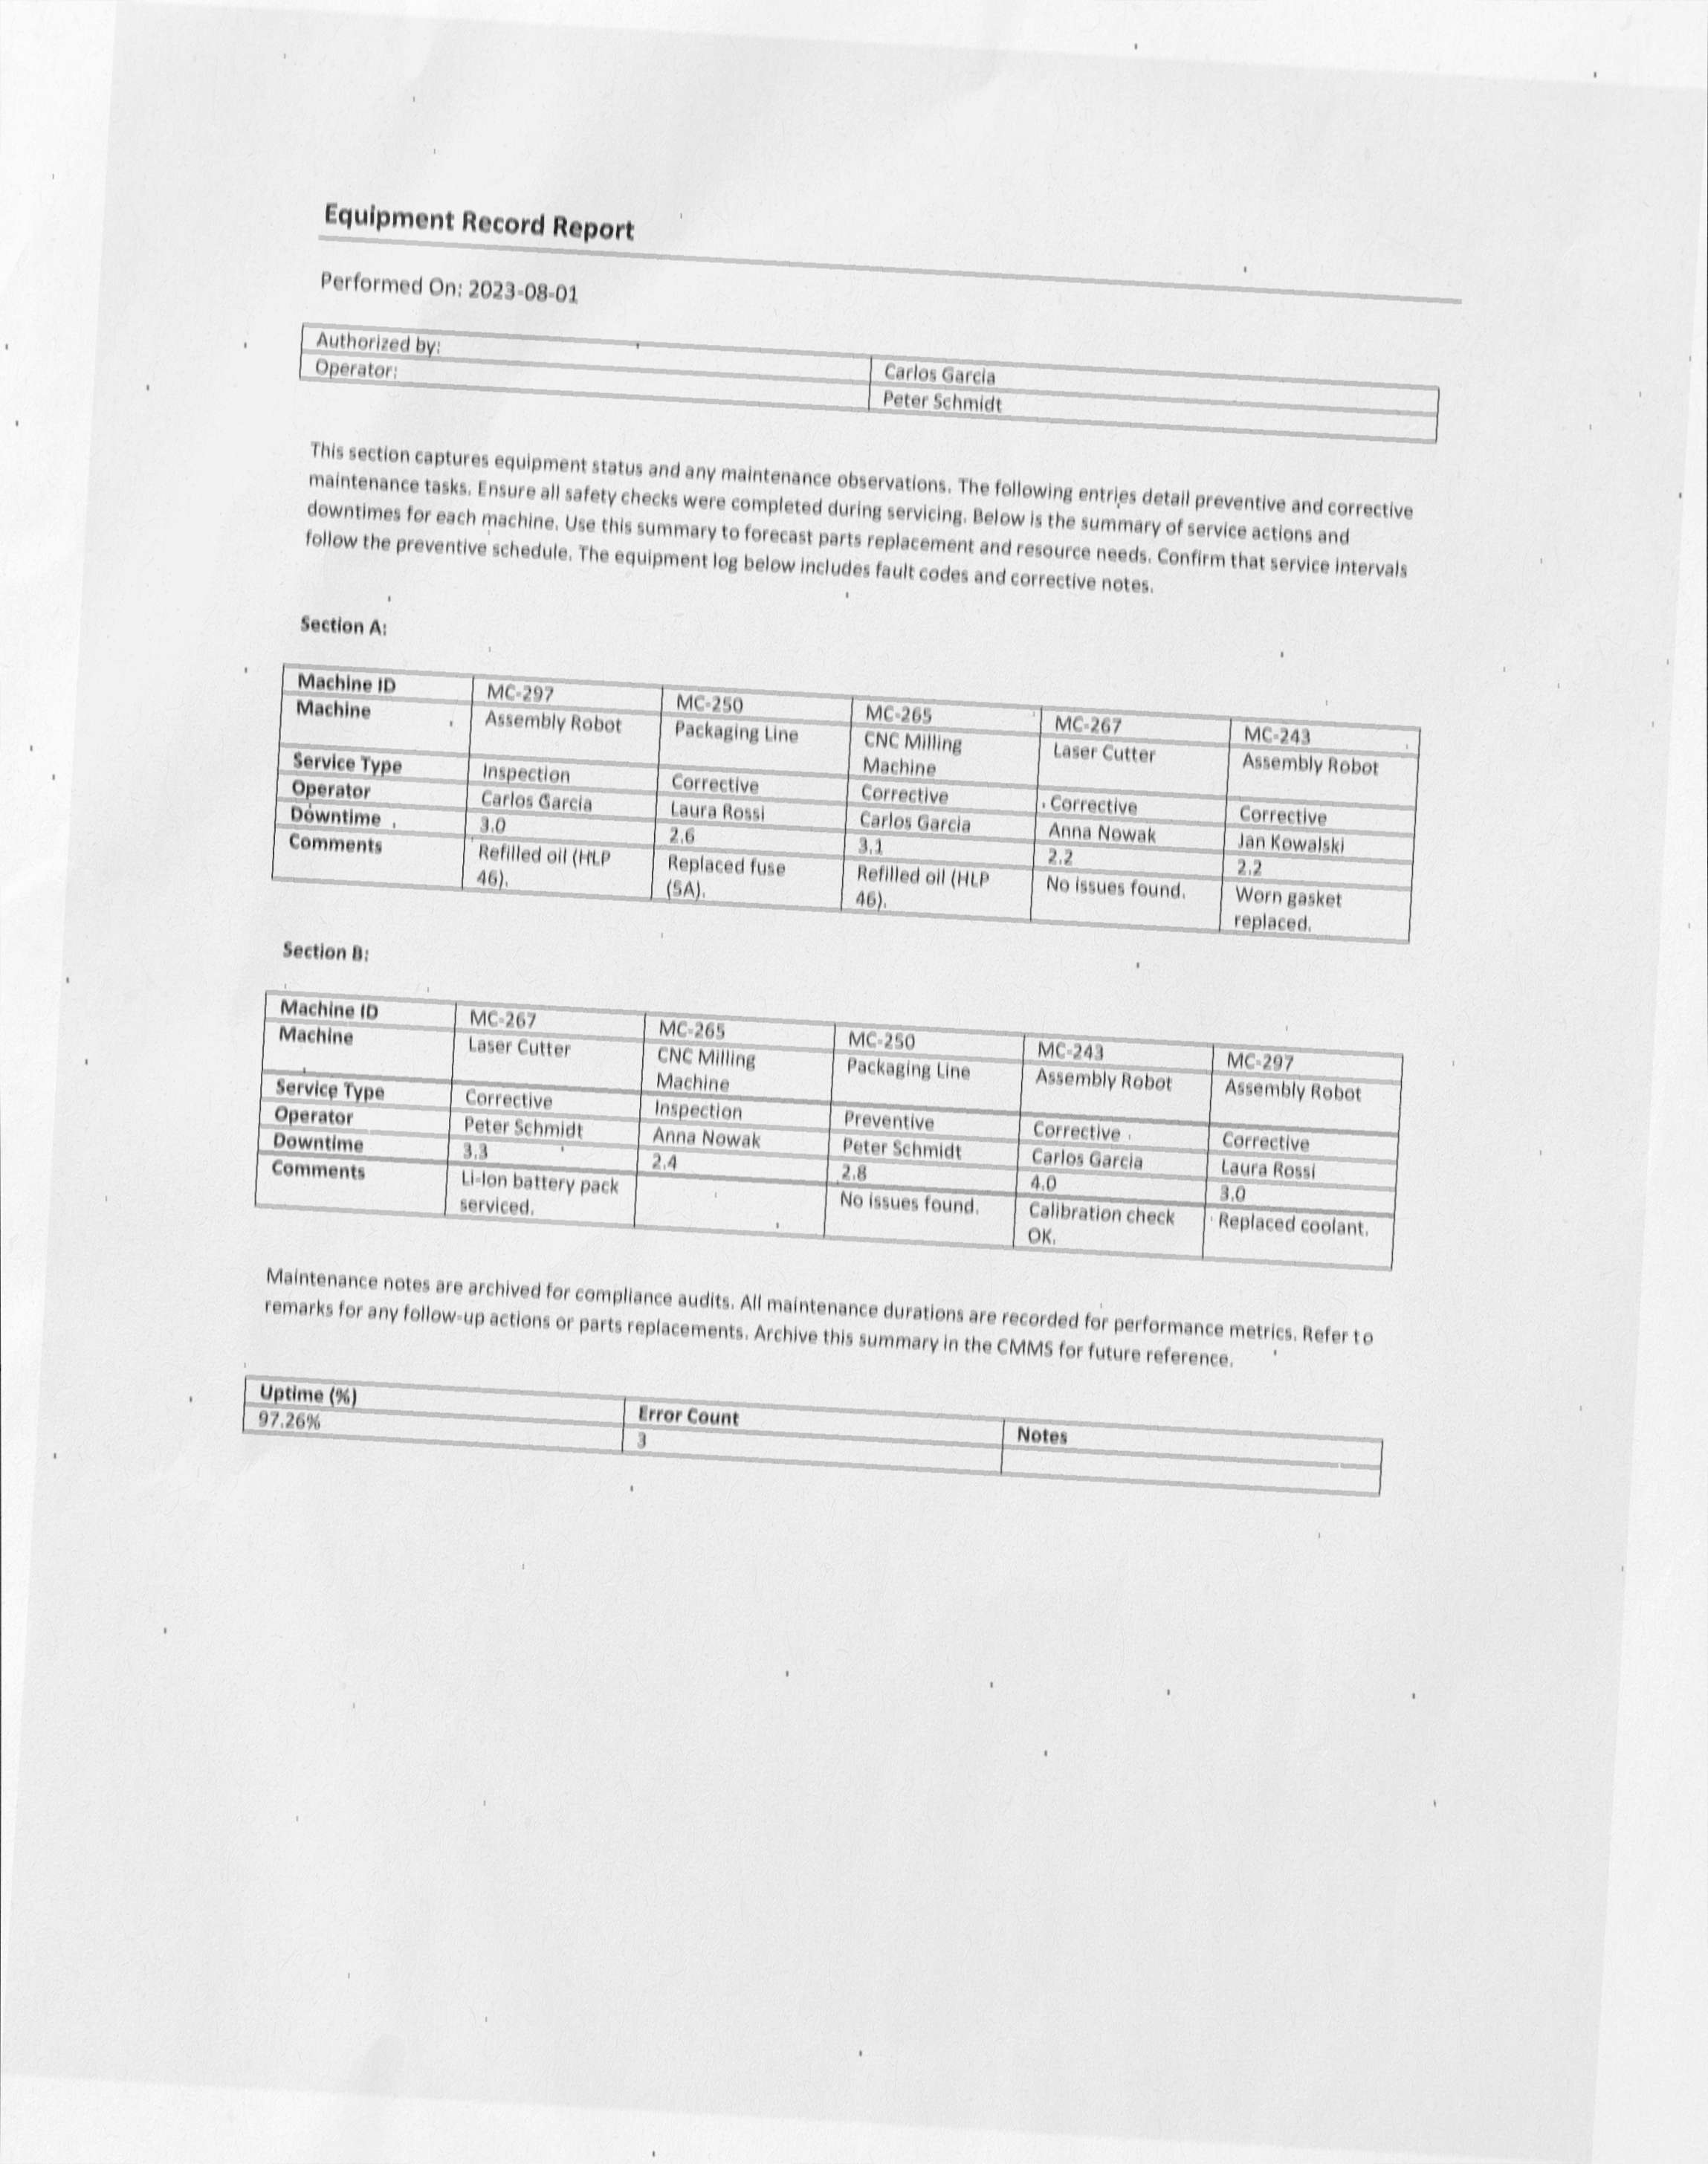 Equipment Record Report
Performed On: 2023-08-01
Authorized by: Carlos Garcia
Operator: Peter Schmidt
This section captures equipment status and any maintenance observations. The following entries detail preventive and corrective
maintenance tasks. Ensure all safety checks were completed during servicing. Below is the summary of service actions and
downtimes for each machine. Use this summary to forecast parts replacement and resource needs. Confirm that service intervals
follow the preventive schedule. The equipment log below includes fault codes and corrective notes.
Section A:
Machine ID MC-297 MC-250 MC-265 MC-267 MC-243
Machine Assembly Robot Packaging Line CNC Milling Laser Cutter Assembly Robot
Machine
Service Type Inspection Corrective Corrective Corrective Corrective
Operator Carlos Garcia Laura Rossi Carlos Garcia Anna Nowak Jan Kowalski
Downtime 3.0 2.6 3.1 2.2 2.2
Comments Refilled oil (HLP Replaced fuse Refilled oil (HLP No issues found. Worn gasket
46). (5A). 46). replaced.
Section B:
Machine ID MC-267 MC-265 MC-250 MC-243 MC-297
Machine Laser Cutter CNC Milling Packaging Line Assembly Robot Assembly Robot
Machine
Service Type Corrective Inspection Preventive Corrective Corrective
Operator Peter Schmidt Anna Nowak Peter Schmidt Carlos Garcia Laura Rossi
Downtime 3.3 2.4 2.8 4.0 3.0
Comments Li-Ion battery pack No issues found. Calibration check Replaced coolant.
serviced. OK.
Maintenance notes are archived for compliance audits. All maintenance durations are recorded for performance metrics. Refer to
remarks for any follow-up actions or parts replacements. Archive this summary in the CMMS for future reference.
Uptime (%) Error Count Notes
97.26% 3